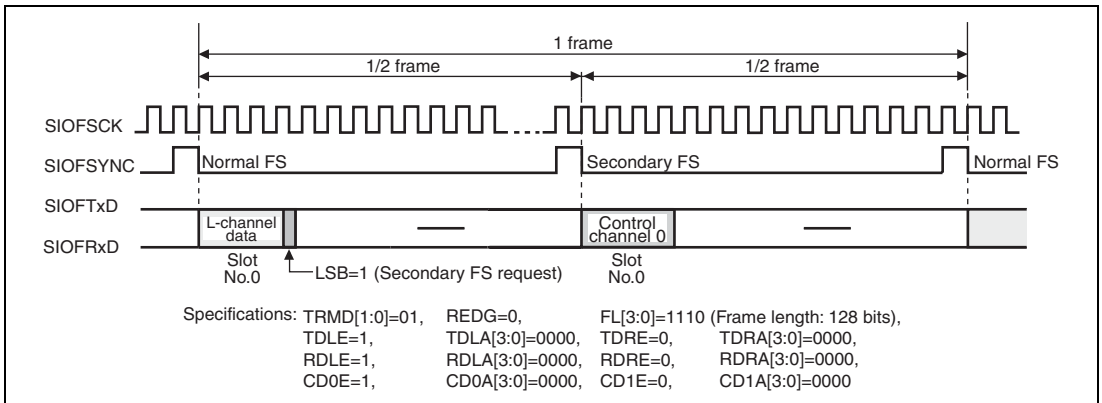 1 frame
1/2 frame 1/2 frame
SIOFSCK
SIOFSYNC Normal FS Secondary FS Normal FS
SIOFTxD
SIOFRxD
L-channel
data
Control
channel 0
Slot
No.0
LSB=1 (Secondary FS request)
Slot
No.0
Specifications: TRMD[1:0]=01, REDG=0, FL[3:0]=1110 (Frame length: 128 bits),
TDLE=1, TDLA[3:0]=0000, TDRE=0, TDRA[3:0]=0000,
RDLE=1, RDLA[3:0]=0000, RDRE=0, RDRA[3:0]=0000,
CD0E=1, CD0A[3:0]=0000, CD1E=0, CD1A[3:0]=0000